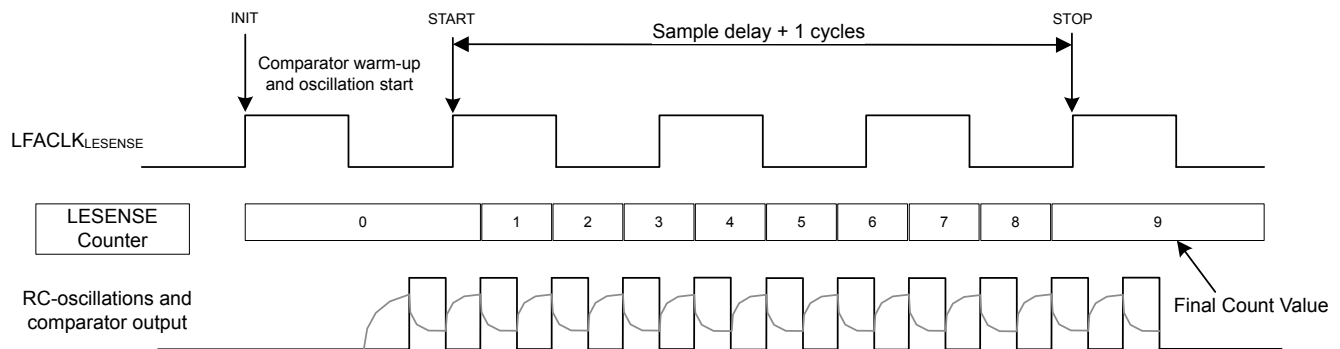 INIT
START
STOP
Sample delay + 1 cycles
Comparator warm-up
and oscillation start
LFACLKLESENSE
LESENSE
Counter
0
1
2
3
4
5
6
7
8
9
RC-oscillations and
comparator output
Final Count Value